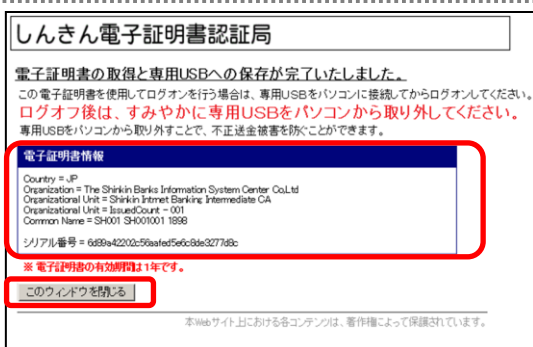 しんきん電子証明書認証局
電子証明書の取得と専用USBへの保存が完了いたしました。
この電子証明書を使用してログオンを行う場合は、専用USBをパソコンに接続してからログオンしてください。
ログオフ後は、すみやかに専用USBをパソコンから取り外してください。
専用USBをパソコンから取り外すことで、不正送金被害を防ぐことができます。
電子証明書情報
Country = JP
Organization = The Shinkin Banks Information System Center Co,Ltd
Organizational Unit = Shinkin Intrnet Banking Intermediate CA
Organizational Unit = IssuedCount - 001
Common Name = SH001 SH001001 1898
シリアル番号 = 6d89a42202c56aafed5e6c8de3277d8c
※ 電子証明書の有効期間は1年です。
このウィンドウを閉じる
本Webサイト上における各コンテンツは、著作権によって保護されています。